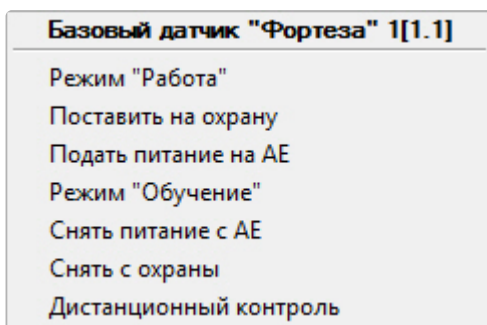 Базовый датчик "Фортеза" 1[1.1]
Режим "Работа"
Поставить на охрану
Подать питание на АЕ
Режим "Обучение"
Снять питание с АЕ
Снять с охраны
Дистанционный контроль